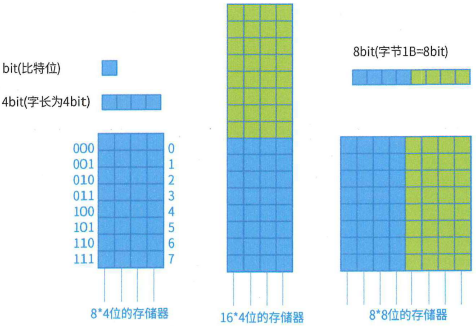 bit(比特位)
4bit(字长为4bit)
8bit(字节1B=8bit)
000 0
001 1
010 2
011 3
100 4
101 5
110 6
111 7
8*4位的存储器
16*4位的存储器
8*8位的存储器